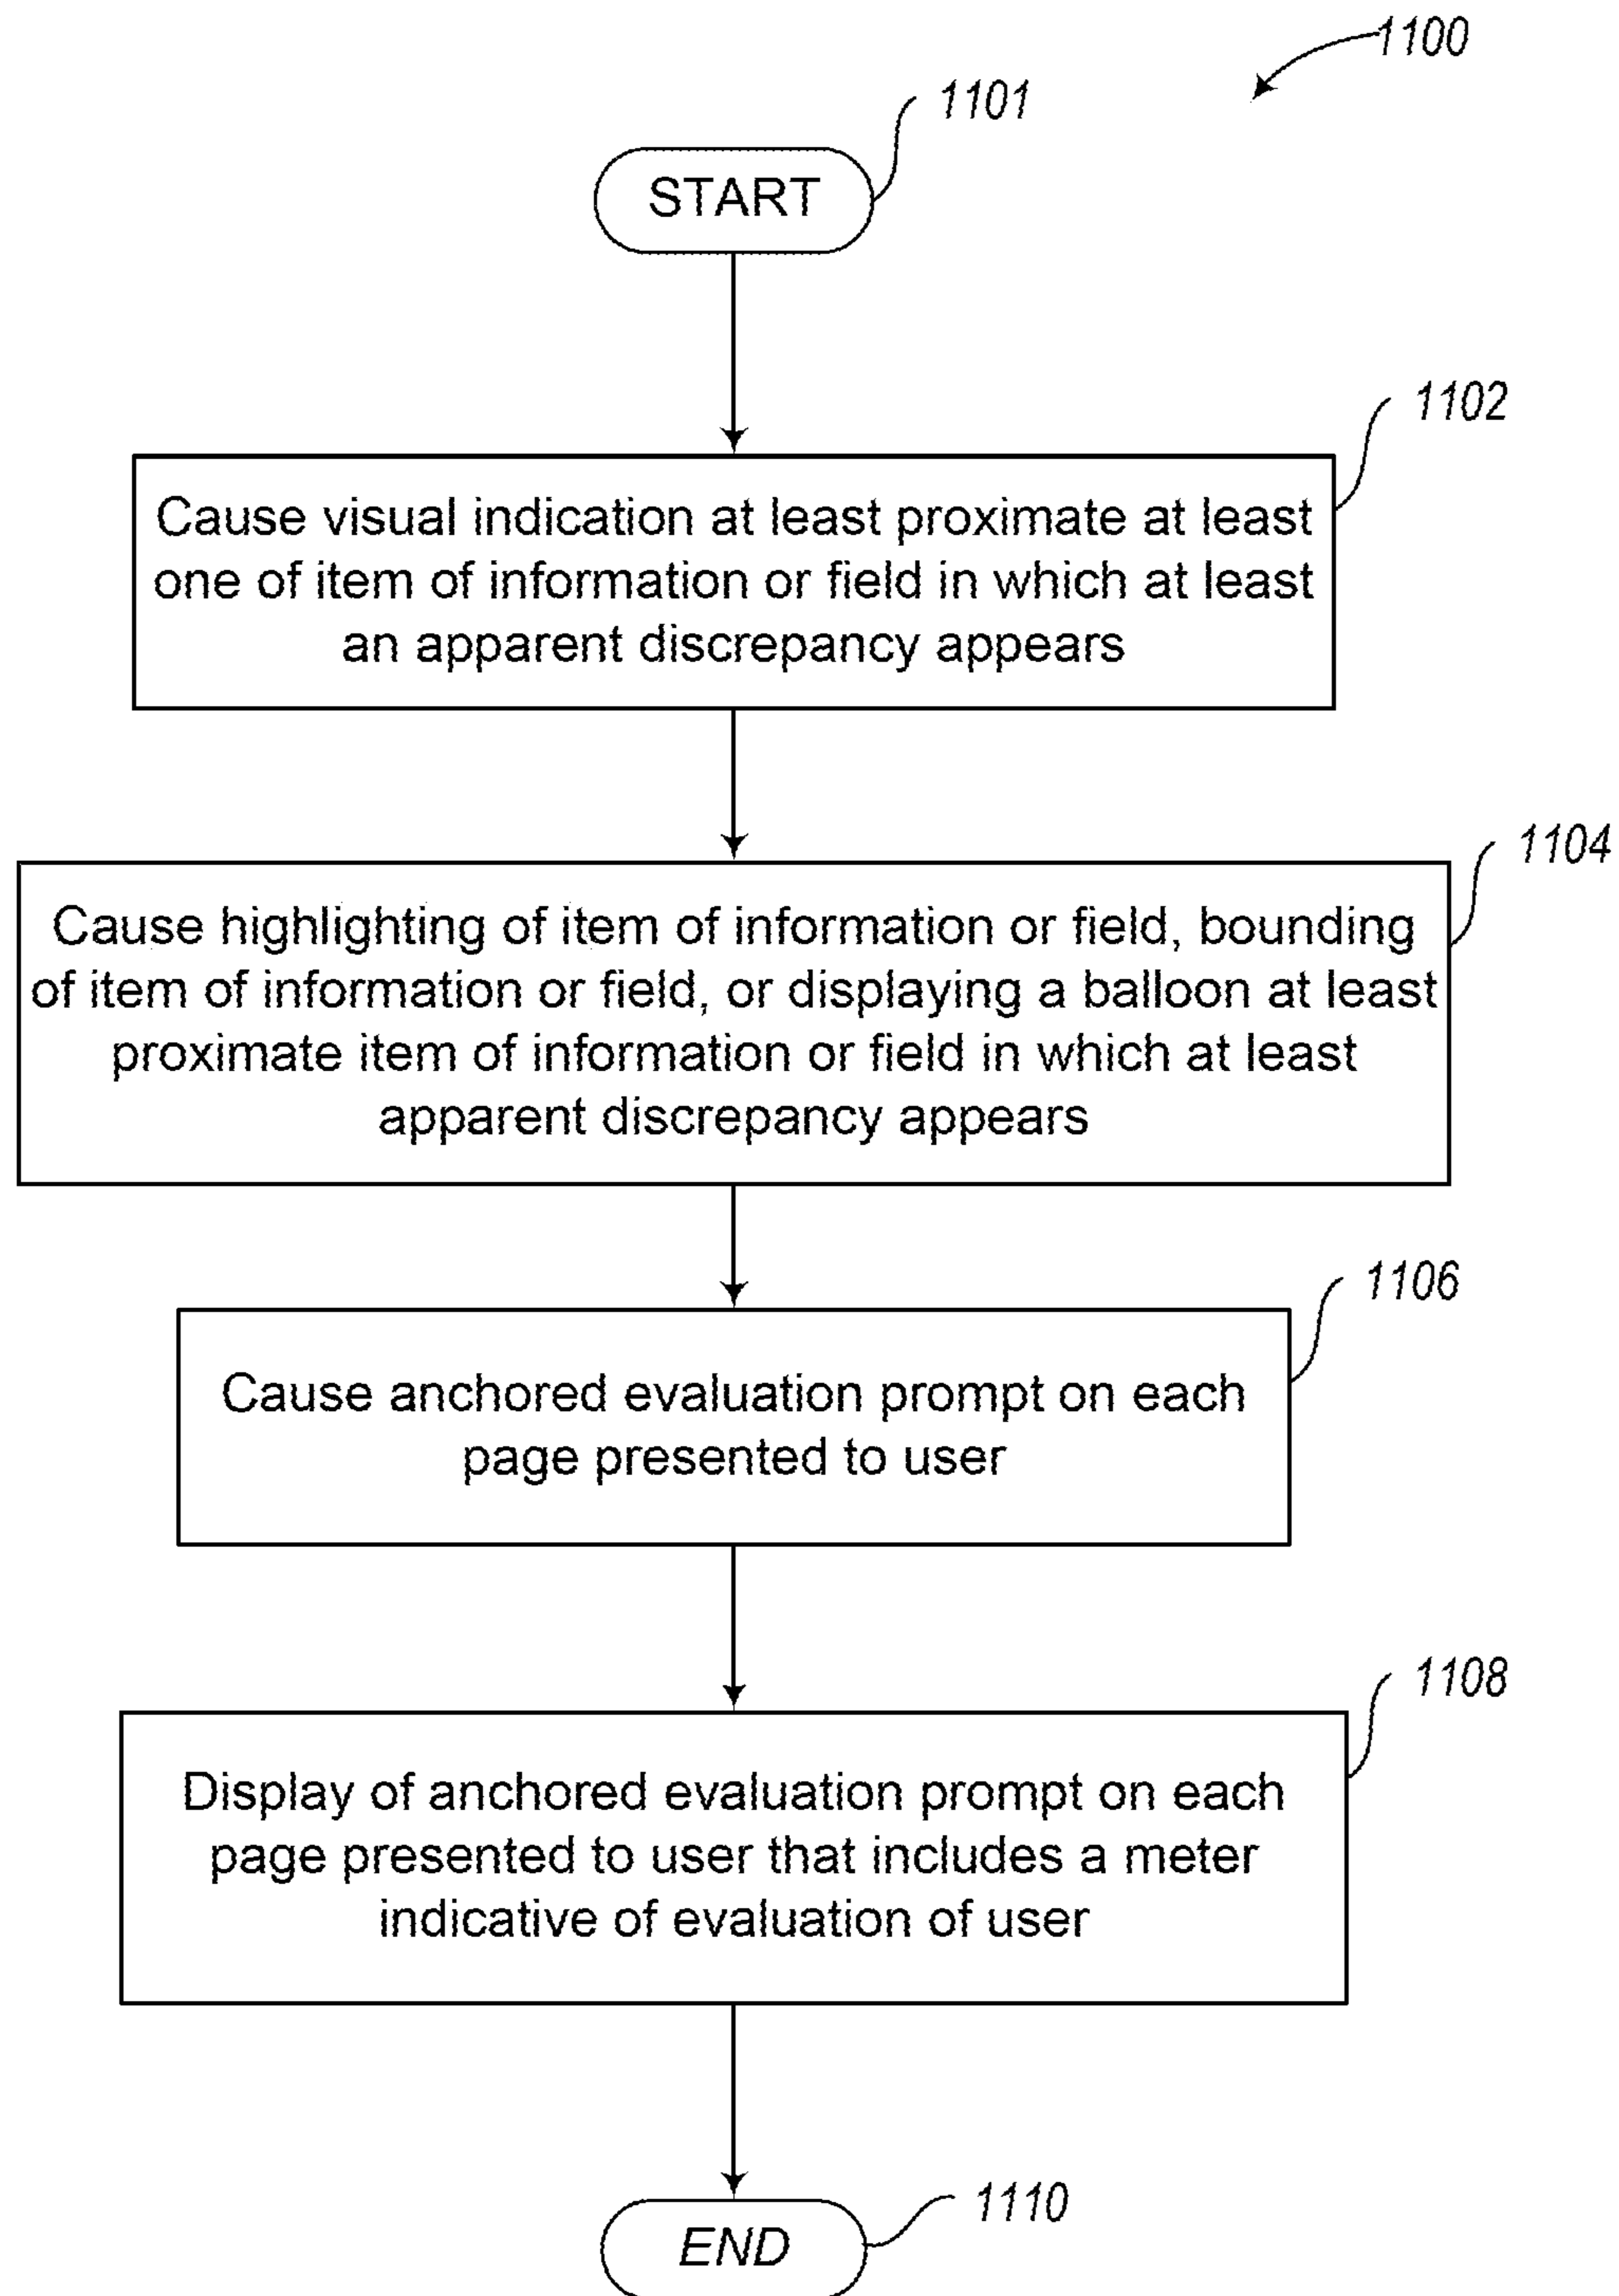 1100
1101
START
1102
Cause visual indication at least proximate at least
one of item of information or field in which at least
an apparent discrepancy appears
1104
Cause highlighting of item of information or field, bounding
of item of information or field, or displaying a balloon at least
proximate item of information or field in which at least
apparent discrepancy appears
1106
Cause anchored evaluation prompt on each
page presented to user
1108
Display of anchored evaluation prompt on each
page presented to user that includes a meter
indicative of evaluation of user
1110
END